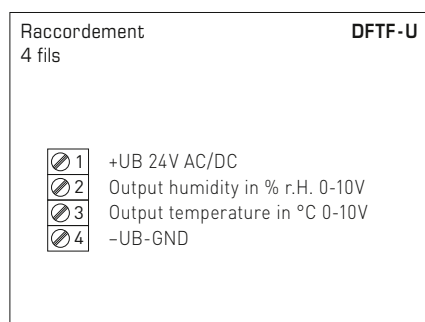 Raccordement DFTF-U
4 fils
1 +UB 24V AC/DC
2 Output humidity in % r.H. 0-10V
3 Output temperature in °C 0-10V
4 –UB-GND